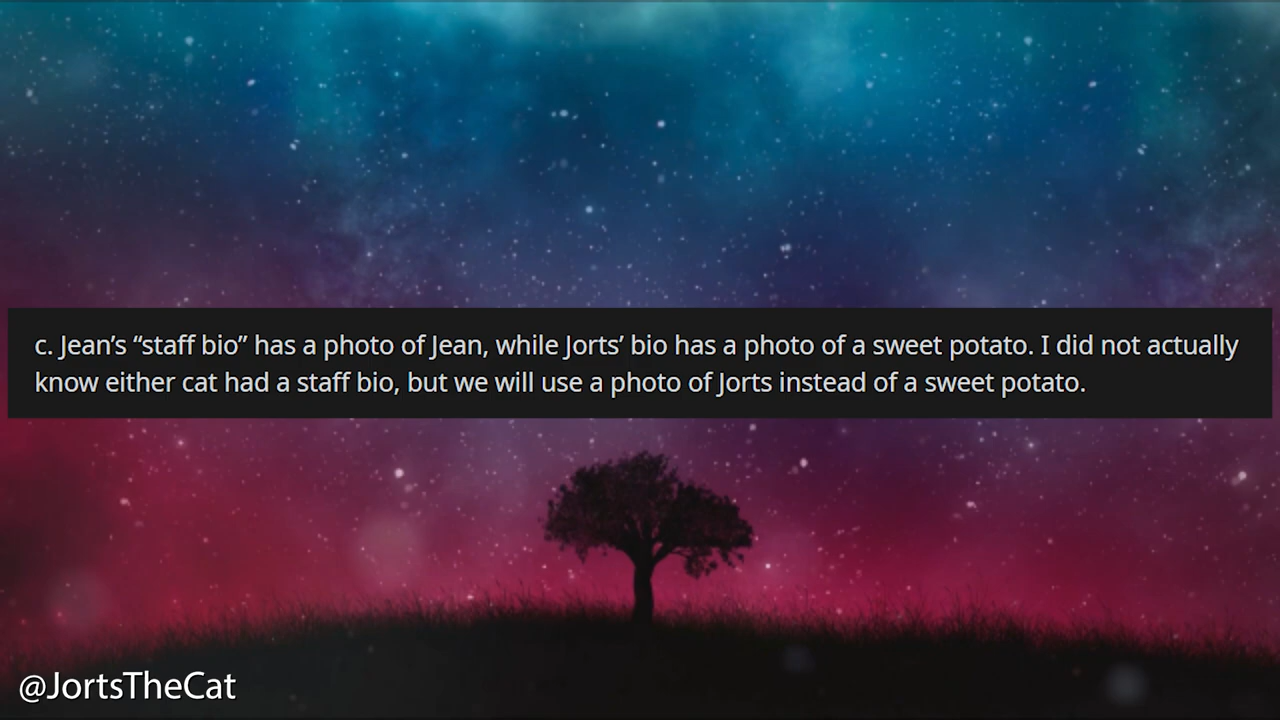 c. Jean’s “staff bio” has a photo of Jean, while Jorts’ bio has a photo of a sweet potato. I did not actually
know either cat had a staff bio, but we will use a photo of Jorts instead of a sweet potato.
@JortsTheCat